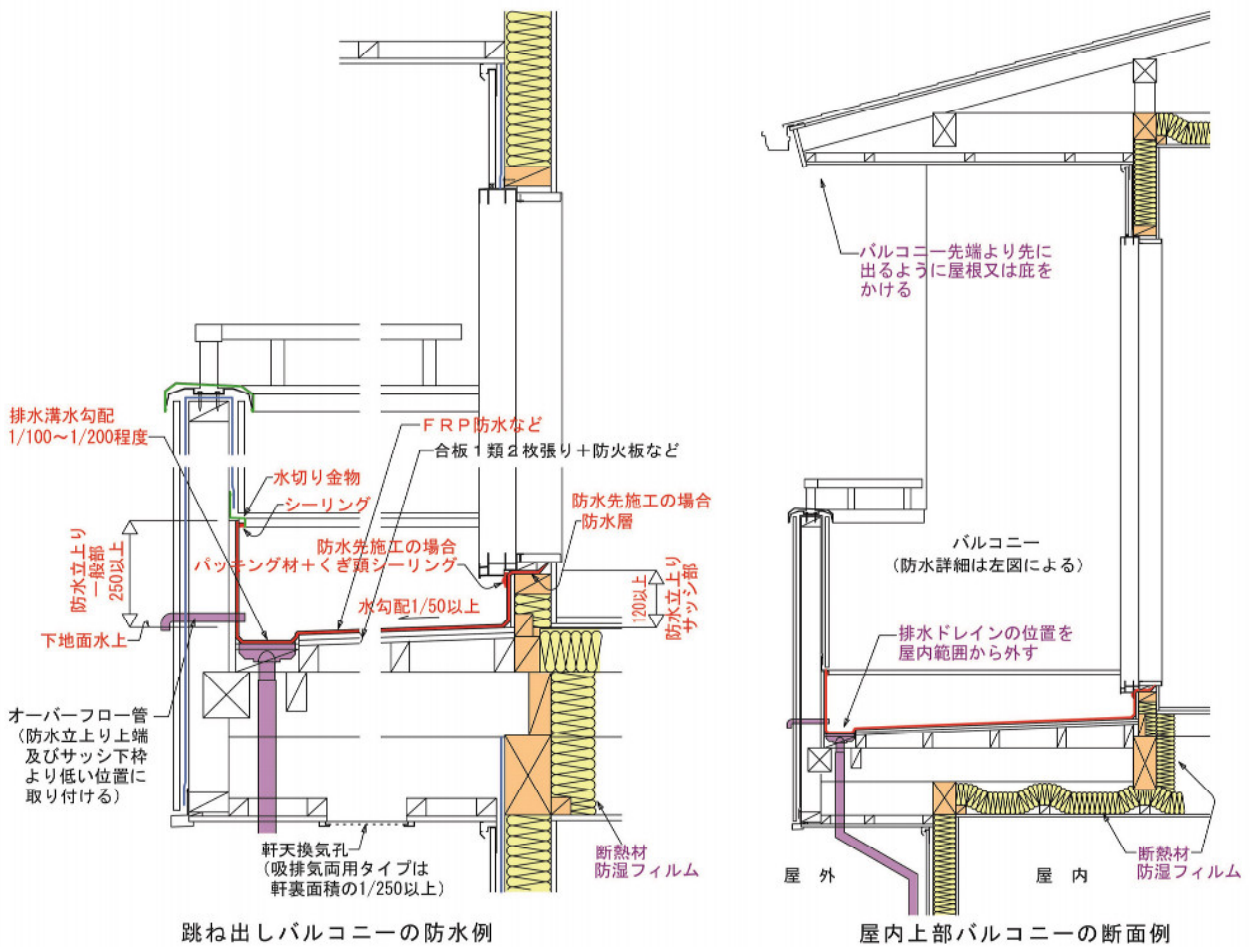 排水溝水勾配
1/100～1/200程度
水切り金物
シーリング
防水立上り
一般部
250以上
下地面水上
オーバーフロー管
（防水立上り上端
及びサッシ下枠
より低い位置に
取り付ける）
ＦＲＰ防水など
合板１類２枚張り＋防火板など
防水先施工の場合
防水層
防水先施工の場合
パッキング材＋くぎ頭シーリング
水勾配1/50以上
120以上
防水立上り
サッシ部
軒天換気孔
（吸排気両用タイプは
軒裏面積の1/250以上）
断熱材
防湿フィルム
跳ね出しバルコニーの防水例
バルコニー先端より先に
出るように屋根又は庇を
かける
バルコニー
（防水詳細は左図による）
排水ドレインの位置を
屋内範囲から外す
断熱材
防湿フィルム
屋 外
屋 内
屋内上部バルコニーの断面例